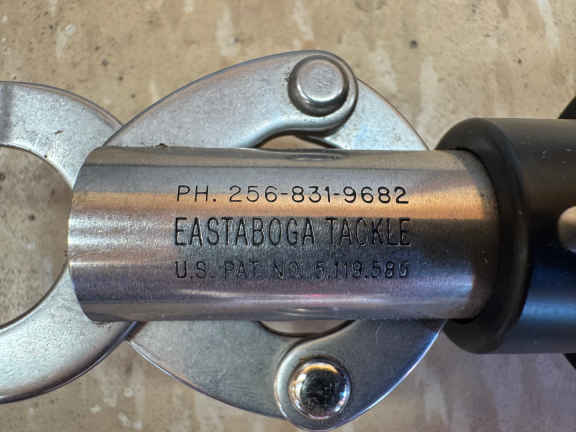 PH. 256-831-9682
EASTABOGA TACKLE
U.S. PAT. NO. 5,119,585